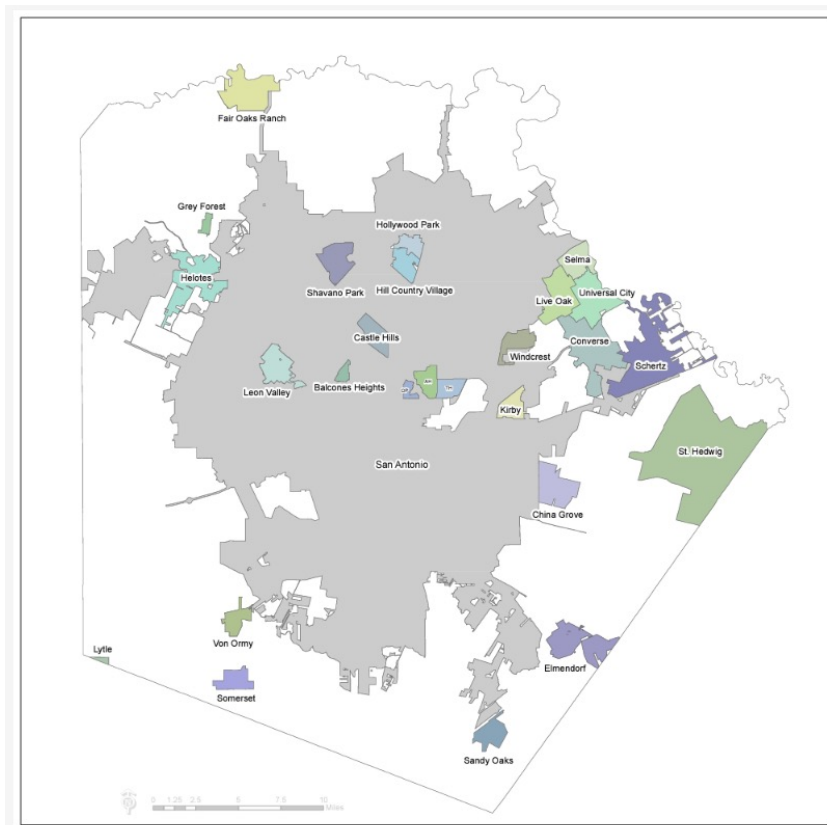 Fair Oaks Ranch
Grey Forest
Hollywood Park
Selma
Helotes
Shavano Park
Hill Country Village
Live Oak
Universal City
Castle Hills
Windcrest
Converse
Schertz
Leon Valley
Balcones Heights
AH
TH
Kirby
St. Hedwig
San Antonio
China Grove
Von Ormy
Lytle
Elmendorf
Somerset
Sandy Oaks
0 1.25 2.5 5 7.5 10
Miles